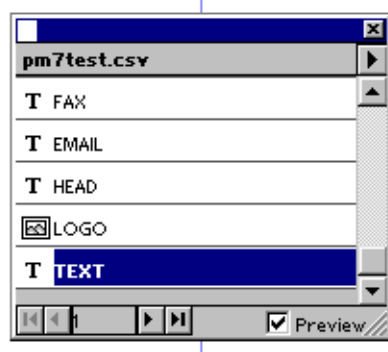 pm7test.csv
T FAX
T EMAIL
T HEAD
LOGO
T TEXT
1 Preview